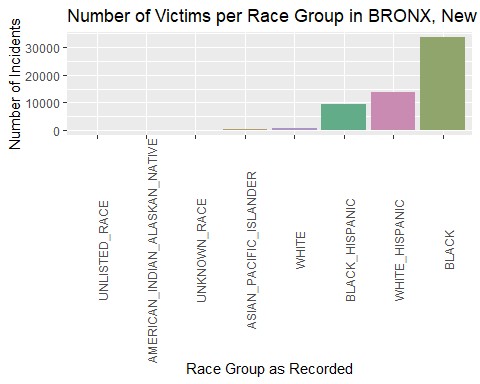 Number of Victims per Race Group in BRONX, New
Number of Incidents
30000
20000
10000
0
UNLISTED_RACE
AMERICAN_INDIAN_ALASKAN_NATIVE
UNKNOWN_RACE
ASIAN_PACIFIC_ISLANDER
WHITE
BLACK_HISPANIC
WHITE_HISPANIC
BLACK
Race Group as Recorded